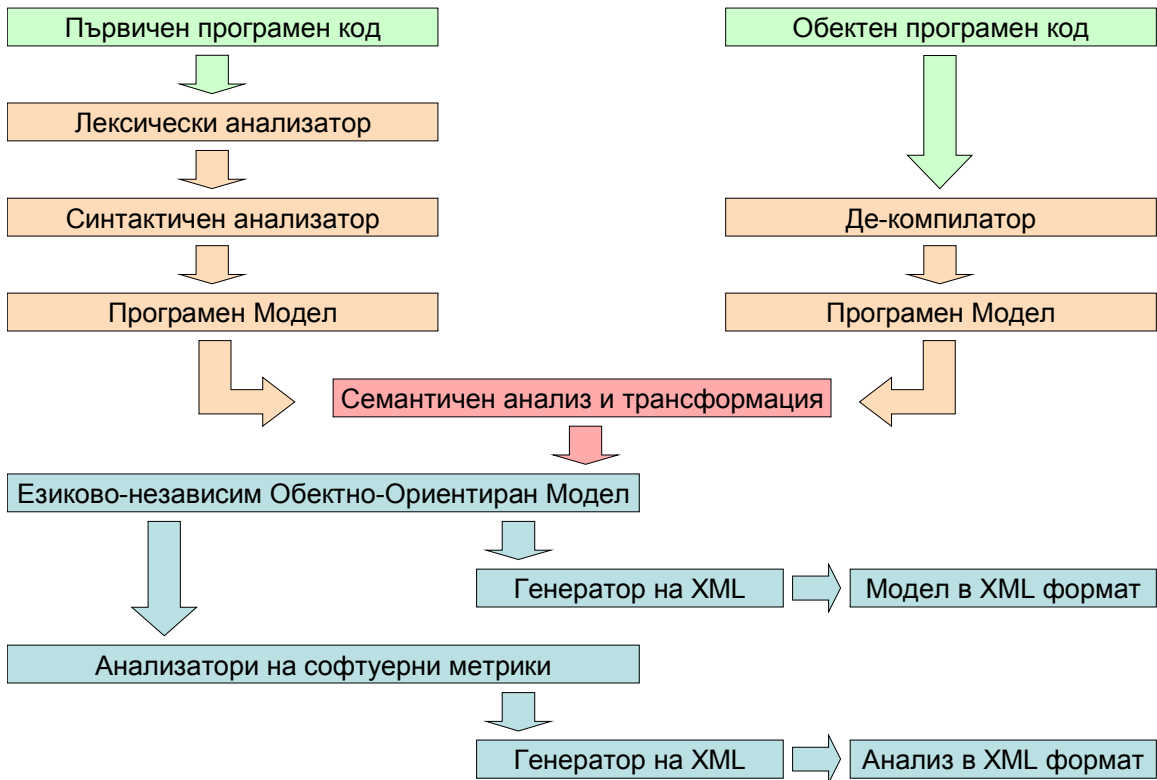 Първичен програмен код
Обектен програмен код
Лексически анализатор
Синтактичен анализатор
Де-компилатор
Програмен Модел
Програмен Модел
Семантичен анализ и трансформация
Езиково-независим Обектно-Ориентиран Модел
Генератор на XML
Модел в XML формат
Анализатори на софтуерни метрики
Генератор на XML
Анализ в XML формат